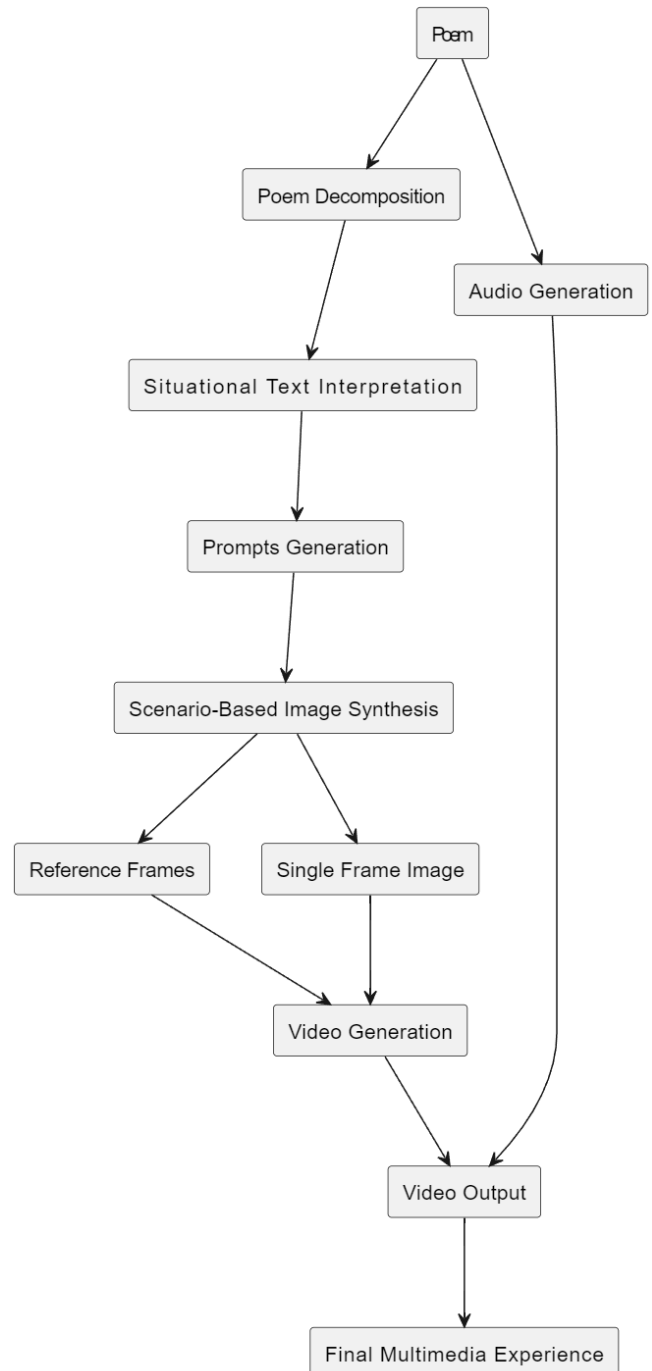 Poem
Poem Decomposition
Audio Generation
Situational Text Interpretation
Prompts Generation
Scenario-Based Image Synthesis
Reference Frames
Single Frame Image
Video Generation
Video Output
Final Multimedia Experience